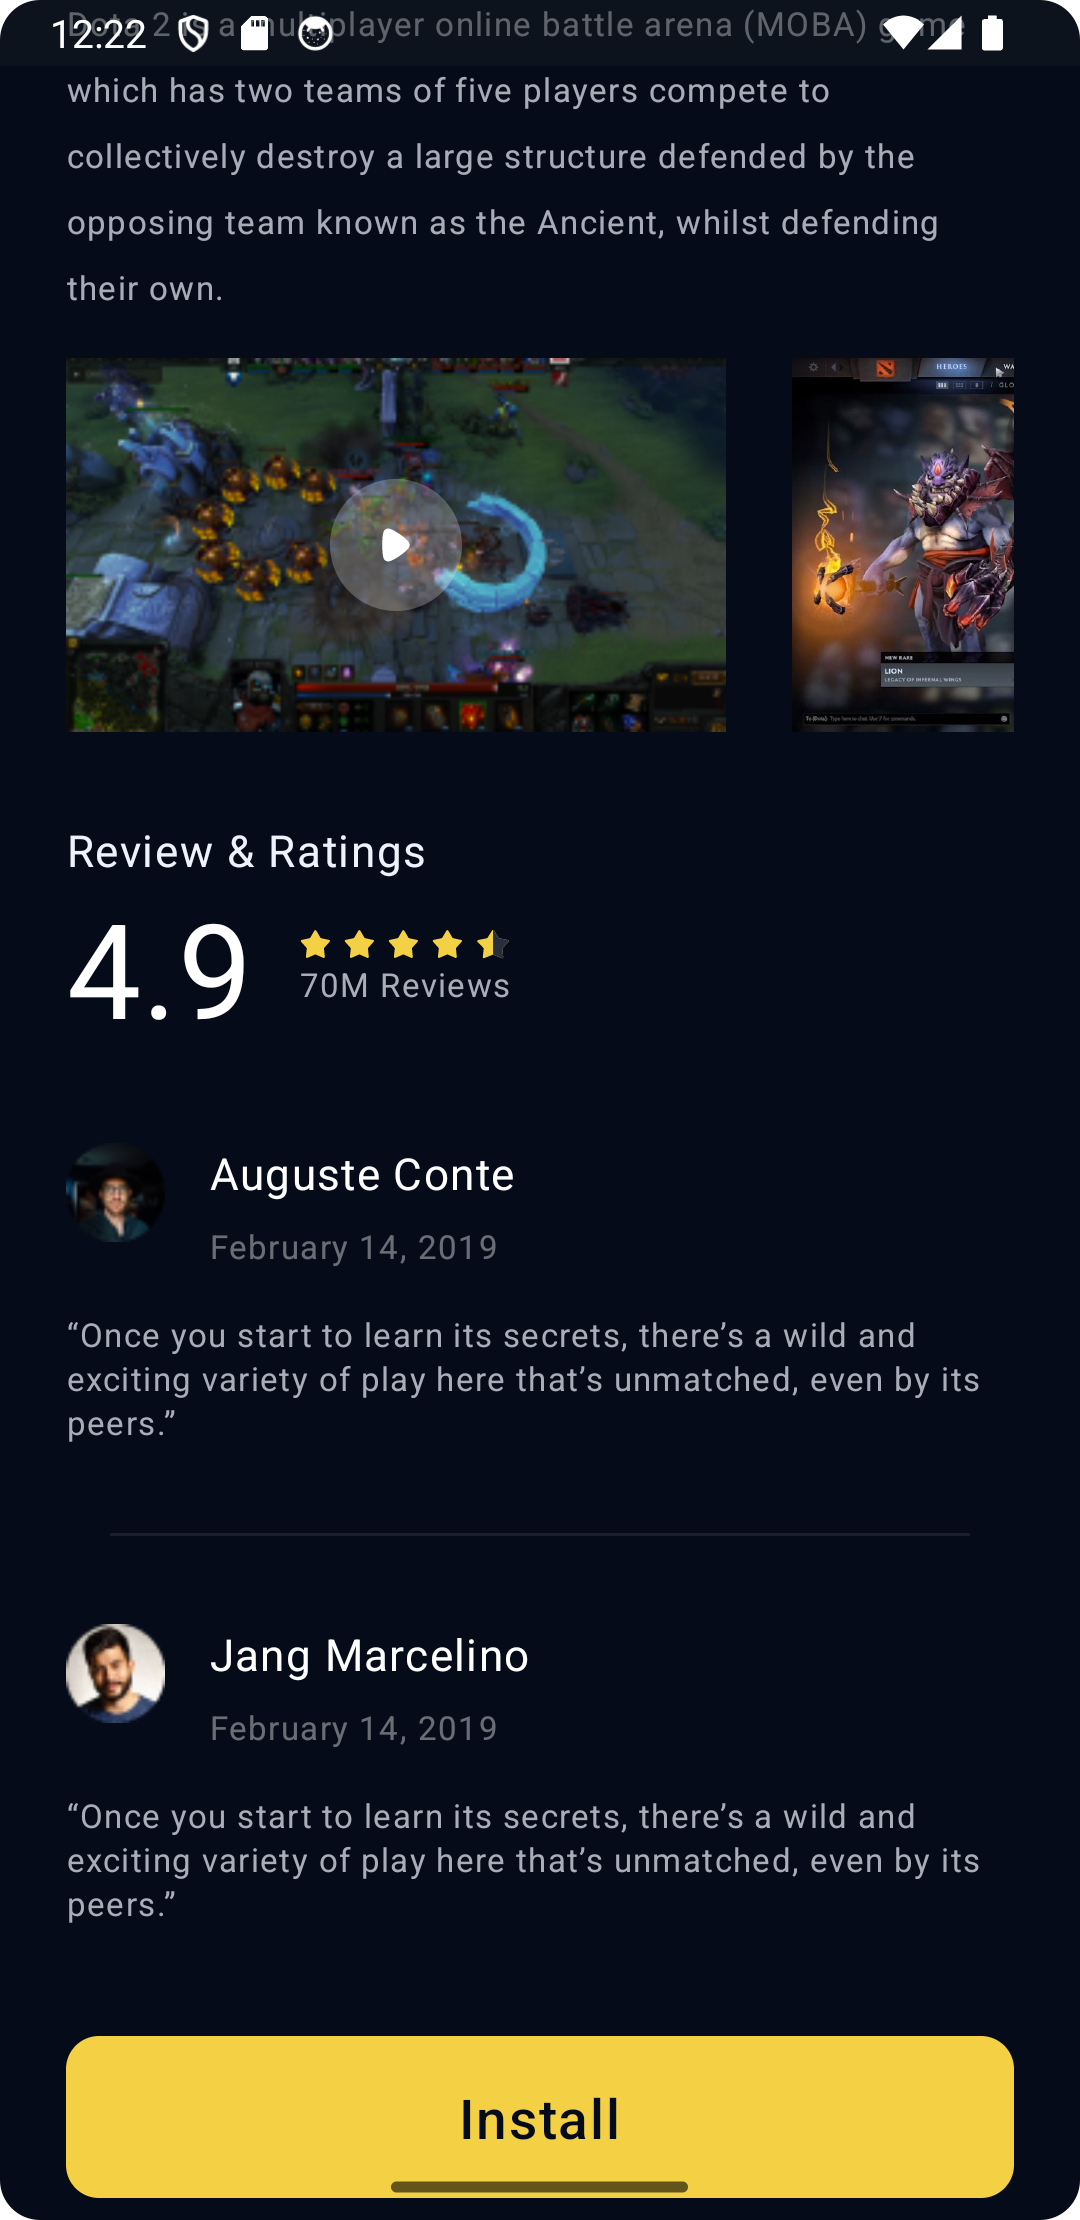 12:22
Dota 2 is a multiplayer online battle arena (MOBA) game
which has two teams of five players compete to
collectively destroy a large structure defended by the
opposing team known as the Ancient, whilst defending
their own.
HEROES
WA
GLO
NEW RARE
LION
LEGACY OF INFERNAL WINGS
Review & Ratings
4.9
70M Reviews
Auguste Conte
February 14, 2019
“Once you start to learn its secrets, there’s a wild and
exciting variety of play here that’s unmatched, even by its
peers.”
Jang Marcelino
February 14, 2019
“Once you start to learn its secrets, there’s a wild and
exciting variety of play here that’s unmatched, even by its
peers.”
Install